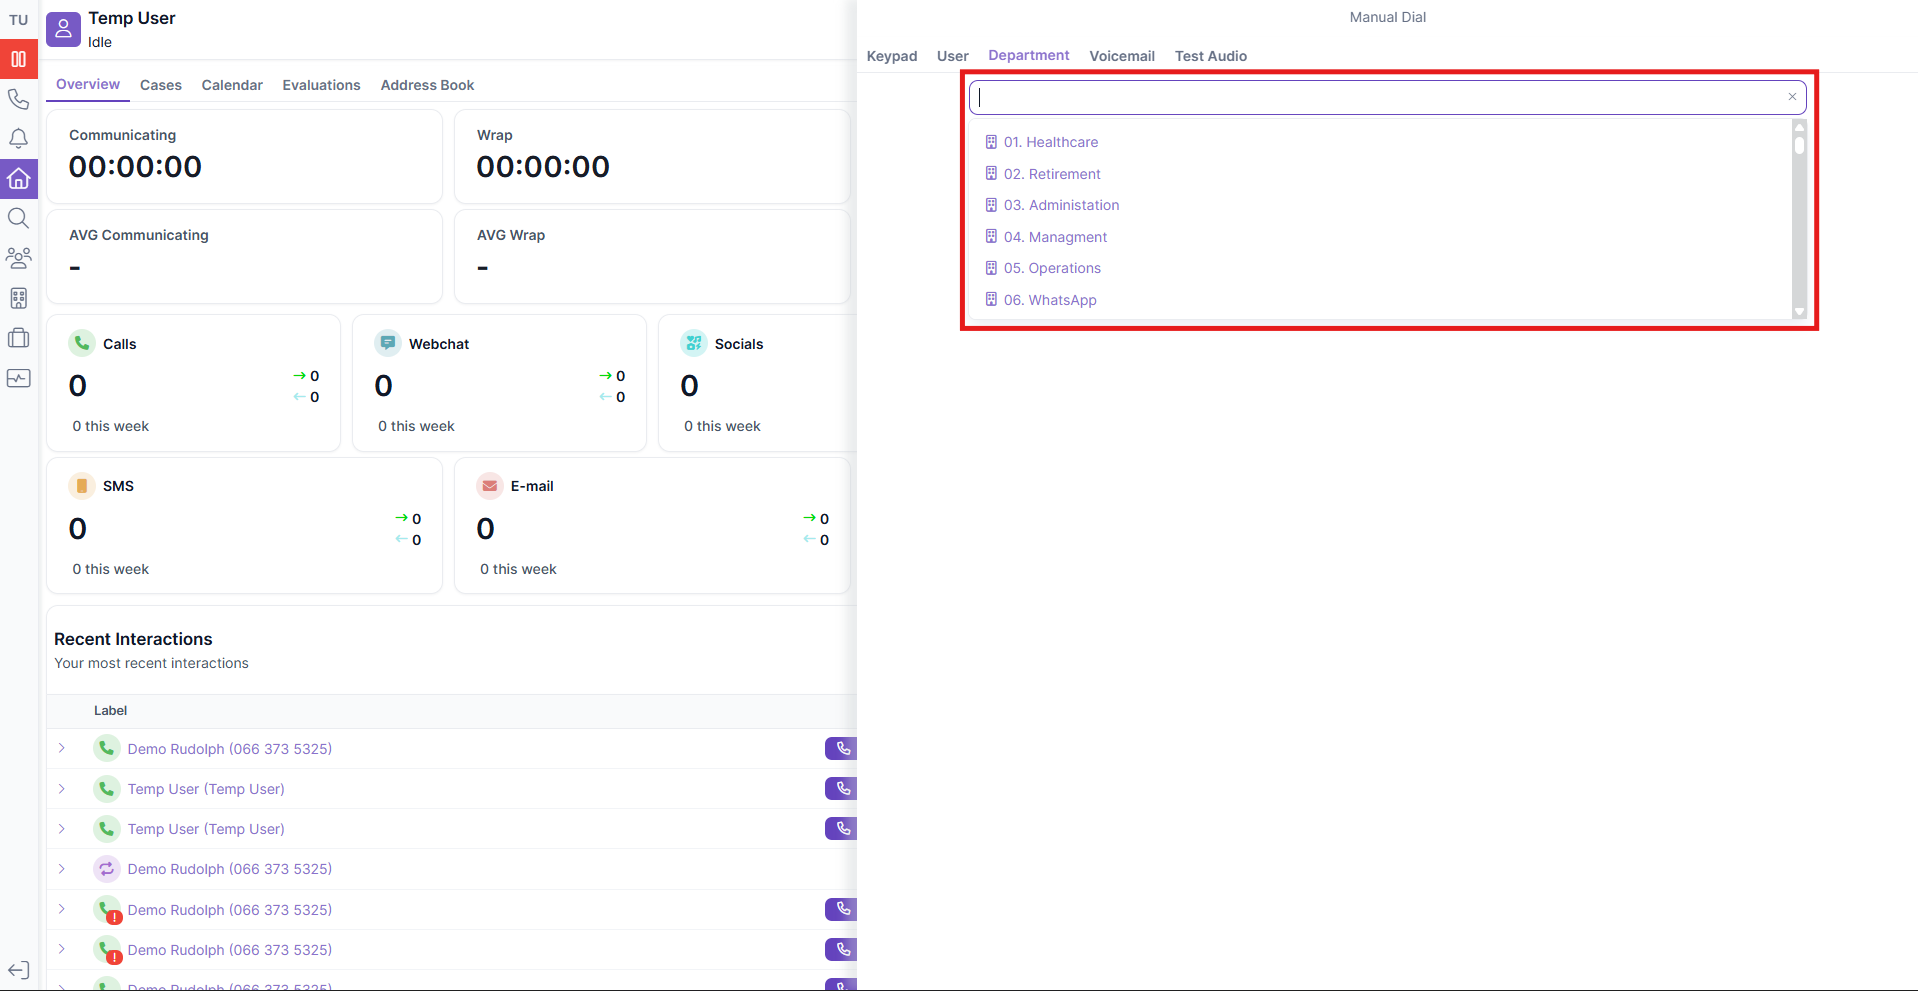 TU
Temp User
Idle
Overview Cases Calendar Evaluations Address Book
Communicating
00:00:00
Wrap
00:00:00
AVG Communicating
-
AVG Wrap
-
Calls
0
→ 0
← 0
0 this week
Webchat
0
→ 0
← 0
0 this week
Socials
0
0 this week
SMS
0
→ 0
← 0
0 this week
E-mail
0
→ 0
← 0
0 this week
Recent Interactions
Your most recent interactions
Label
Demo Rudolph (066 373 5325)
Temp User (Temp User)
Temp User (Temp User)
Demo Rudolph (066 373 5325)
Demo Rudolph (066 373 5325)
Demo Rudolph (066 373 5325)
Demo Rudolph (066 373 5325)
Manual Dial
Keypad User Department Voicemail Test Audio
01. Healthcare
02. Retirement
03. Administation
04. Managment
05. Operations
06. WhatsApp